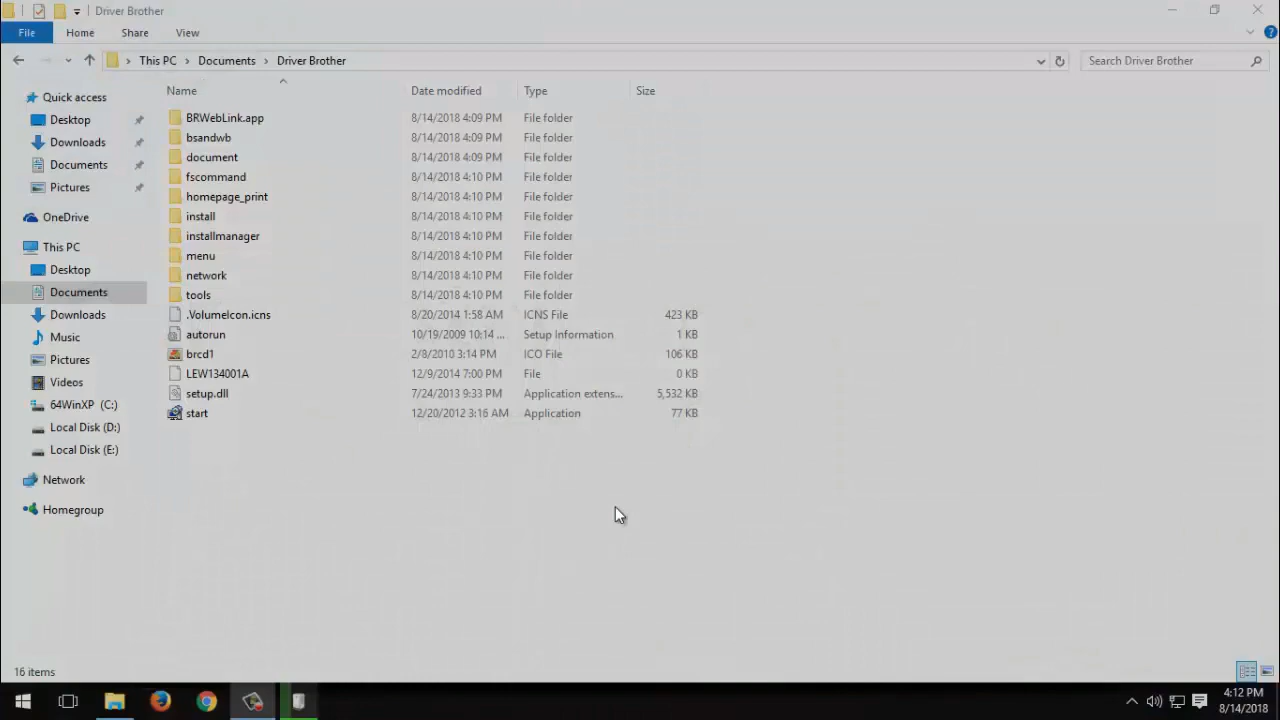 Driver Brother
File Home Share View
This PC Documents Driver Brother Search Driver Brother
Name Date modified Type Size
Quick access
Desktop
Downloads
Documents
Pictures
OneDrive
This PC
Desktop
Documents
Downloads
Music
Pictures
Videos
64WinXP (C:)
Local Disk (D:)
Local Disk (E:)
Network
Homegroup
BRWebLink.app 8/14/2018 4:09 PM File folder
bsandwb 8/14/2018 4:09 PM File folder
document 8/14/2018 4:09 PM File folder
fscommand 8/14/2018 4:10 PM File folder
homepage_print 8/14/2018 4:10 PM File folder
install 8/14/2018 4:10 PM File folder
installmanager 8/14/2018 4:10 PM File folder
menu 8/14/2018 4:10 PM File folder
network 8/14/2018 4:10 PM File folder
tools 8/14/2018 4:10 PM File folder
.VolumeIcon.icns 8/20/2014 1:58 AM ICNS File 423 KB
autorun 10/19/2009 10:14 ... Setup Information 1 KB
brcd1 2/8/2010 3:14 PM ICO File 106 KB
LEW134001A 12/9/2014 7:00 PM File 0 KB
setup.dll 7/24/2013 9:33 PM Application extens... 5,532 KB
start 12/20/2012 3:16 AM Application 77 KB
16 items
4:12 PM
8/14/2018